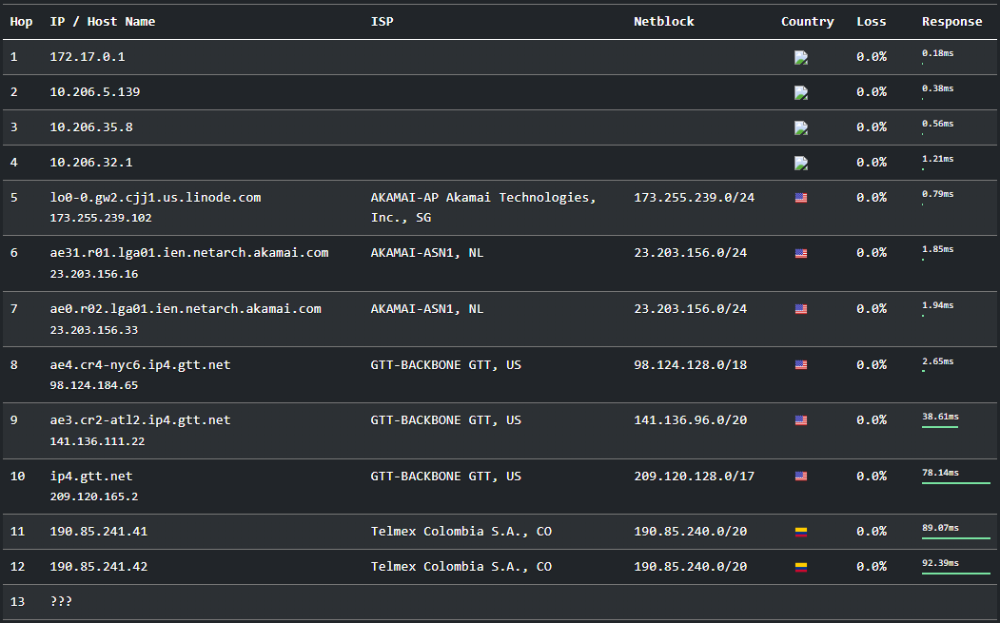 Hop IP / Host Name ISP Netblock Country Loss Response
1 172.17.0.1 0.0% 0.18ms
2 10.206.5.139 0.0% 0.38ms
3 10.206.35.8 0.0% 0.56ms
4 10.206.32.1 0.0% 1.21ms
5 lo0-0.gw2.cjj1.us.linode.com AKAMAI-AP Akamai Technologies, 173.255.239.0/24 0.0% 0.79ms
173.255.239.102 Inc., SG
6 ae31.r01.lga01.ien.netarch.akamai.com AKAMAI-ASN1, NL 23.203.156.0/24 0.0% 1.85ms
23.203.156.16
7 ae0.r02.lga01.ien.netarch.akamai.com AKAMAI-ASN1, NL 23.203.156.0/24 0.0% 1.94ms
23.203.156.33
8 ae4.cr4-nyc6.ip4.gtt.net GTT-BACKBONE GTT, US 98.124.128.0/18 0.0% 2.65ms
98.124.184.65
9 ae3.cr2-atl2.ip4.gtt.net GTT-BACKBONE GTT, US 141.136.96.0/20 0.0% 38.61ms
141.136.111.22
10 ip4.gtt.net GTT-BACKBONE GTT, US 209.120.128.0/17 0.0% 78.14ms
209.120.165.2
11 190.85.241.41 Telmex Colombia S.A., CO 190.85.240.0/20 0.0% 89.07ms
12 190.85.241.42 Telmex Colombia S.A., CO 190.85.240.0/20 0.0% 92.39ms
13 ???